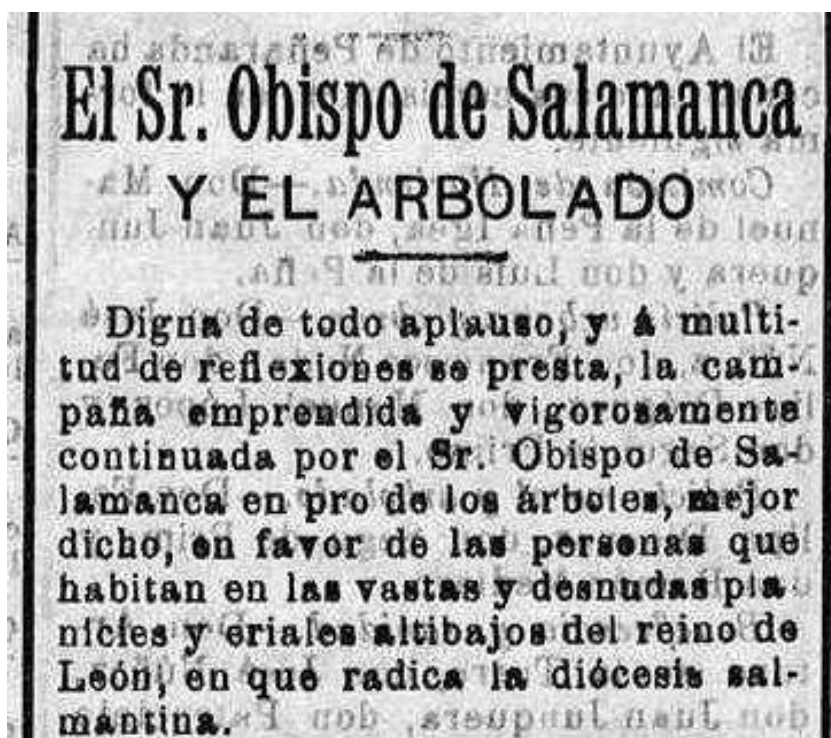 El Sr. Obispo de Salamanca
Y EL ARBOLADO
Digna de todo aplauso, y á multi-
tud de reflexiones se presta, la cam-
paña emprendida y vigorosamente
continuada por el Sr. Obispo de Sa-
lamanca en pro de los árboles, mejor
dicho, en favor de las personas que
habitan en las vastas y desnudas pla
nicies y eriales altibajos del reino de
León, en que radica la diócesis sal-
mantina.